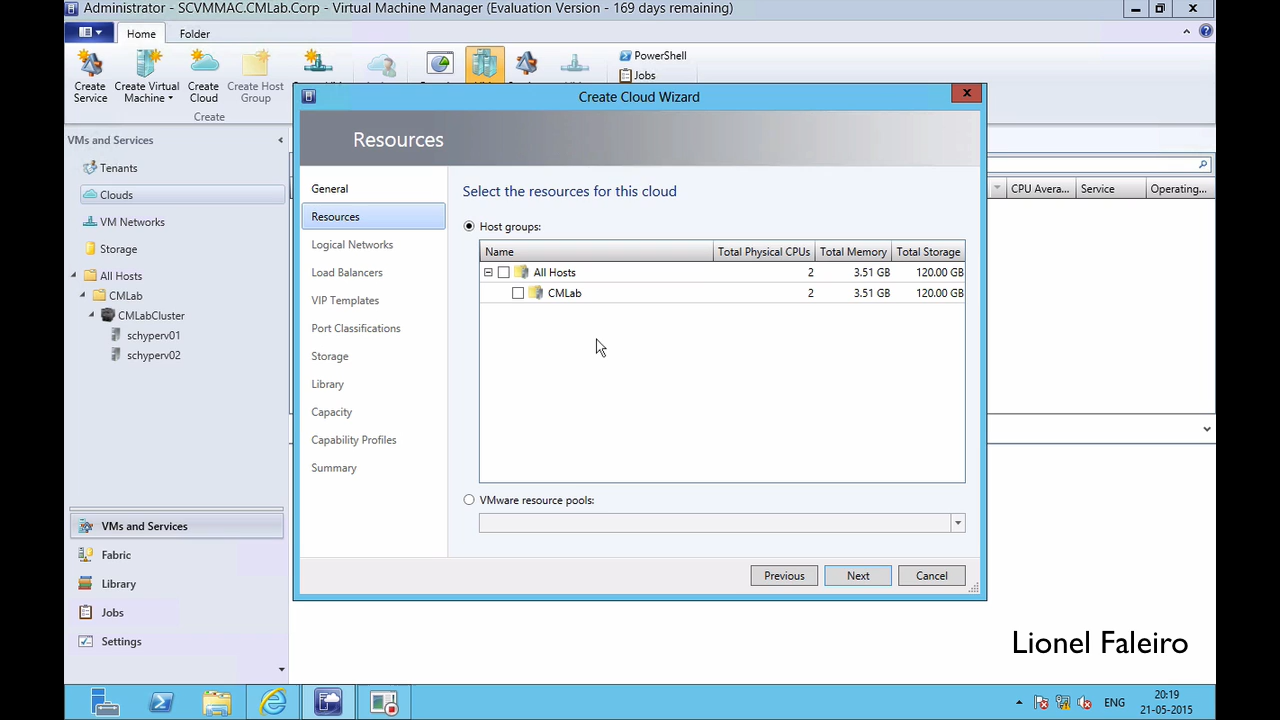 Administrator - SCVMMAC.CMLab.Corp - Virtual Machine Manager (Evaluation Version - 169 days remaining)
Home Folder
PowerShell
Jobs
Create Service
Create Virtual Machine
Create Cloud
Create Host Group
Create
Create Cloud Wizard
VMs and Services
Tenants
Clouds
VM Networks
Storage
All Hosts
CMLab
CMLabCluster
schyperv01
schyperv02
VMs and Services
Fabric
Library
Jobs
Settings
Resources
General
Resources
Logical Networks
Load Balancers
VIP Templates
Port Classifications
Storage
Library
Capacity
Capability Profiles
Summary
Select the resources for this cloud
Host groups:
Name Total Physical CPUs Total Memory Total Storage
All Hosts 2 3.51 GB 120.00 GB
CMLab 2 3.51 GB 120.00 GB
VMware resource pools:
Previous Next Cancel
CPU Avera... Service Operating...
Lionel Faleiro
ENG
20:19
21-05-2015